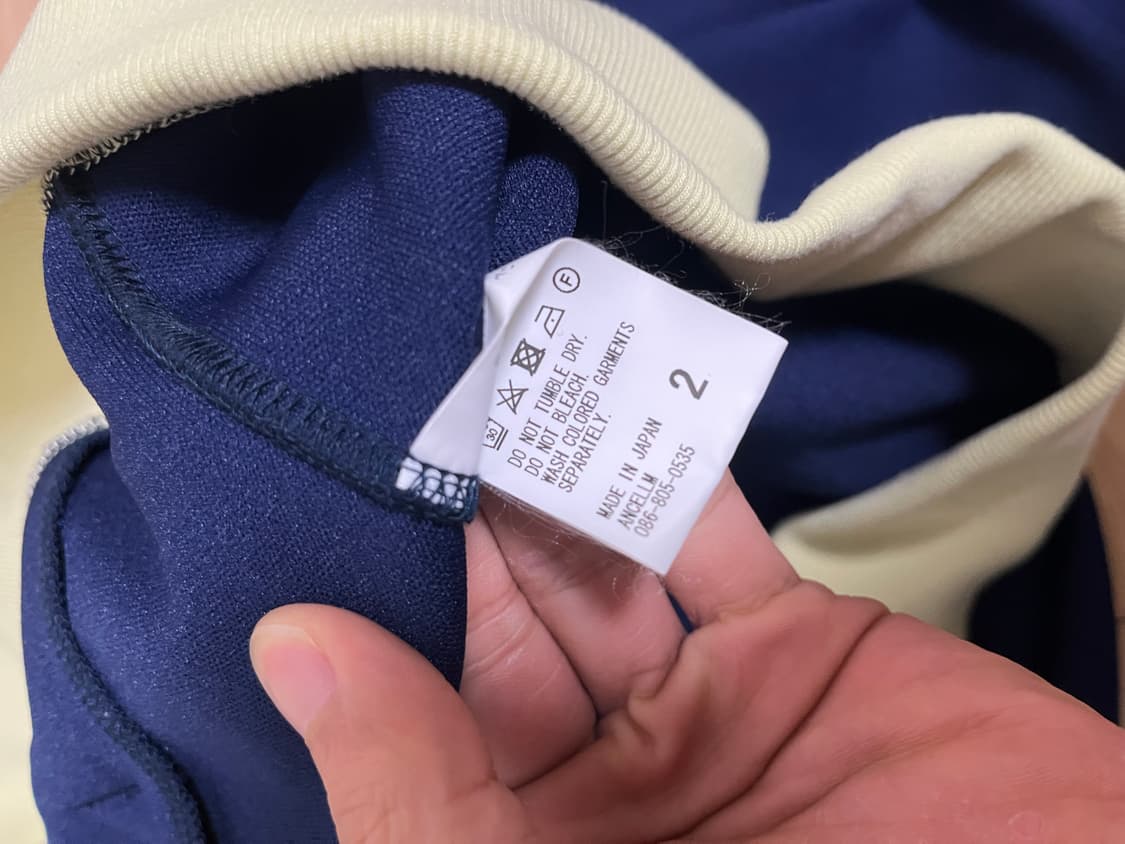 30
F
DO NOT TUMBLE DRY.
DO NOT BLEACH.
WASH COLORED GARMENTS
SEPARATELY.
2
MADE IN JAPAN
ANCELLM
086-805-0535